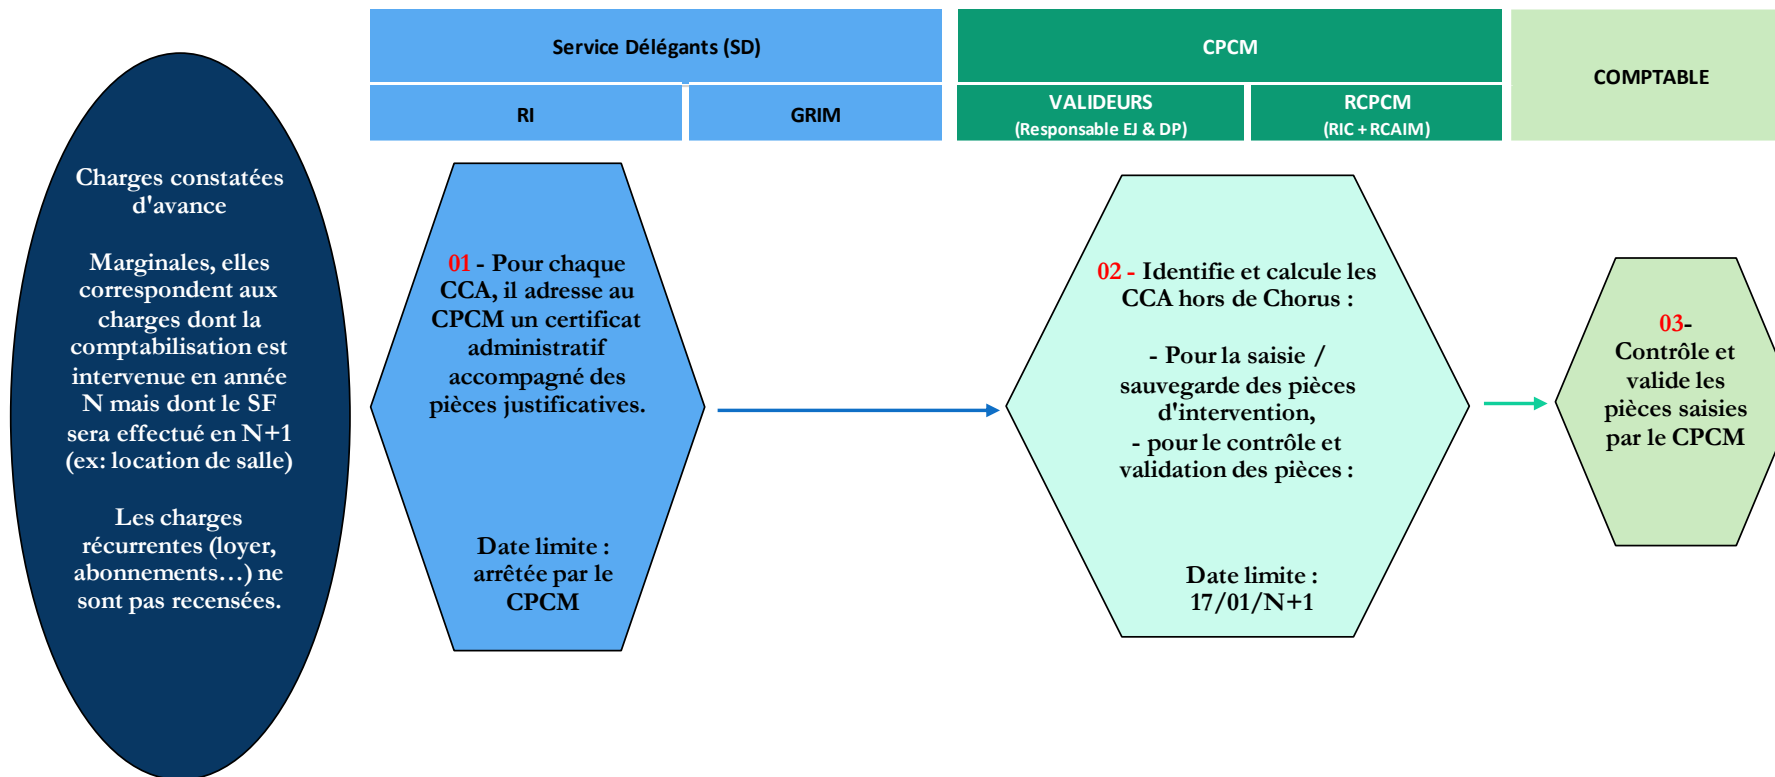 Service Délégants (SD)
CPCM
COMPTABLE
RI
GRIM
VALIDEURS
(Responsable EJ & DP)
RCPCM
(RIC + RCAIM)
Charges constatées
d'avance
Marginales, elles
correspondent aux
charges dont la
comptabilisation est
intervenue en année
N mais dont le SF
sera effectué en N+1
(ex: location de salle)
Les charges
récurrentes (loyer,
abonnements…) ne
sont pas recensées.
01 - Pour chaque
CCA, il adresse au
CPCM un certificat
administratif
accompagné des
pièces justificatives.
Date limite :
arrêtée par le
CPCM
02 - Identifie et calcule les
CCA hors de Chorus :
- Pour la saisie /
sauvegarde des pièces
d'intervention,
- pour le contrôle et
validation des pièces :
Date limite :
17/01/N+1
03-
Contrôle et
valide les
pièces saisies
par le CPCM